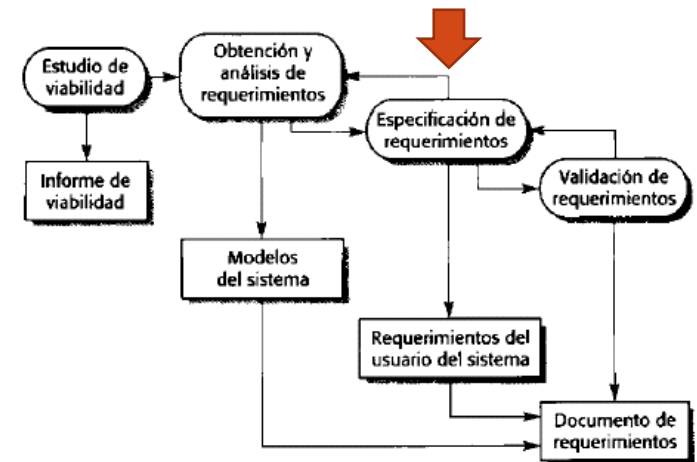 Estudio de
viabilidad
Obtención y
análisis de
requerimientos
Especificación de
requerimientos
Validación de
requerimientos
Informe de
viabilidad
Modelos
del sistema
Requerimientos del
usuario del sistema
Documento de
requerimientos